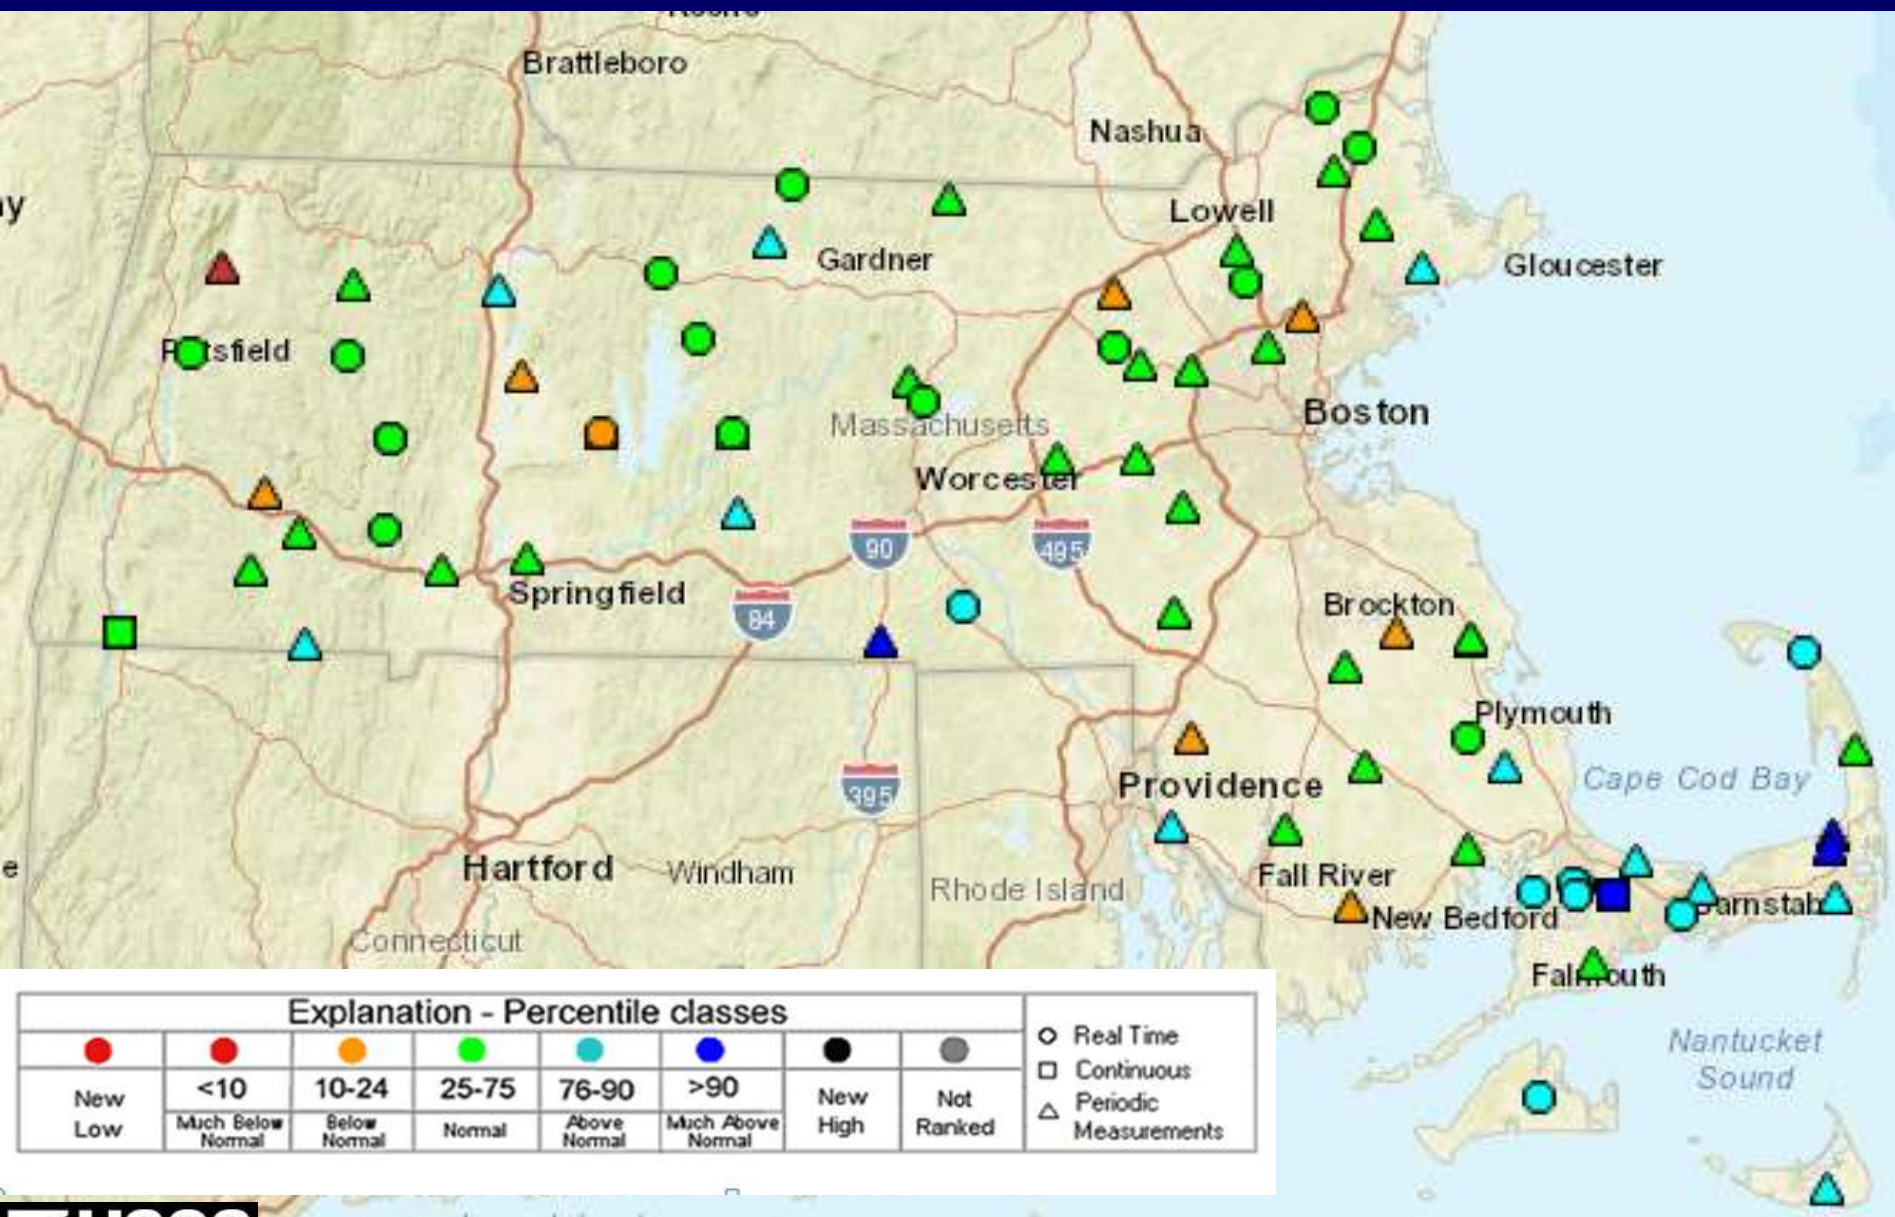 Brattleboro
Nashua
Lowell
Gardner
Gloucester
Boston
Massachusetts
Worcester
90
495
Springfield
84
Brockton
Plymouth
Providence
Cape Cod Bay
395
Hartford
Windham
Rhode Island
Fall River
New Bedford
Connecticut
Nantucket
Sound
Explanation - Percentile classes
New
Low
<10
Much Below
Normal
10-24
Below
Normal
25-75
Normal
76-90
Above
Normal
>90
Much Above
Normal
New
High
Not
Ranked
Real Time
Continuous
Periodic
Measurements